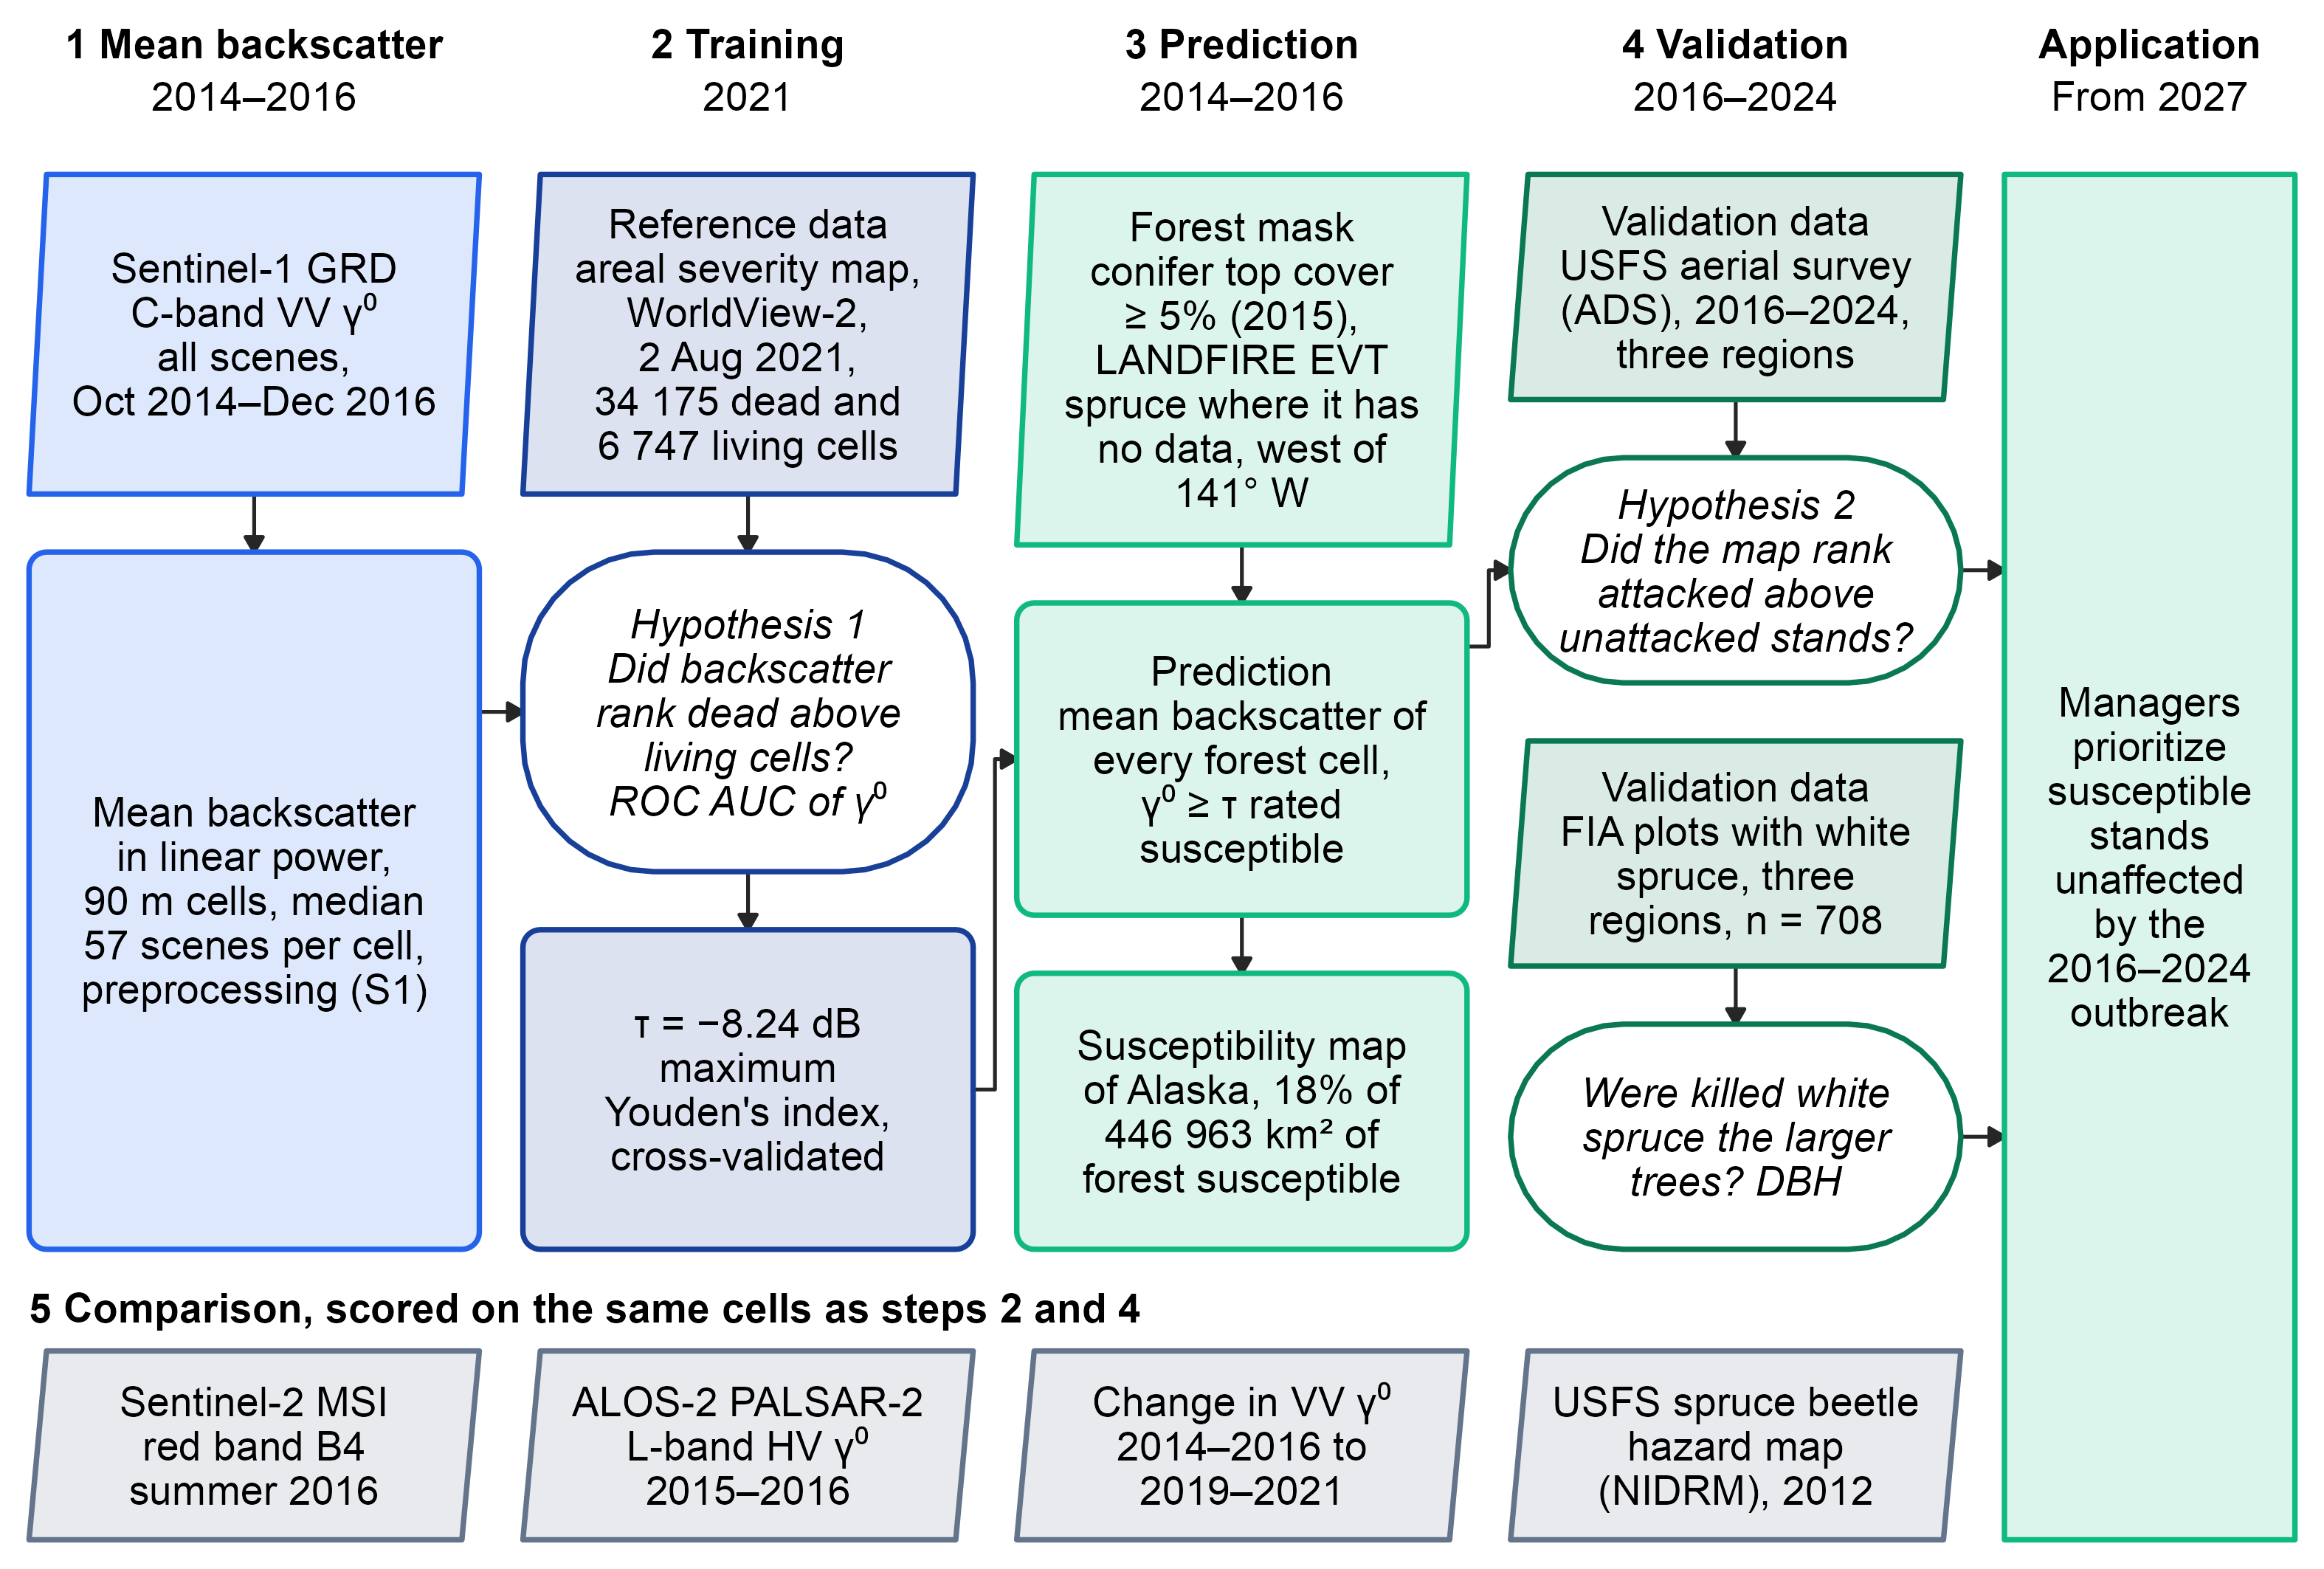 1 Mean backscatter
2014–2016
2 Training
2021
3 Prediction
2014–2016
4 Validation
2016–2024
Application
From 2027
Sentinel-1 GRD
C-band VV γ⁰
all scenes,
Oct 2014–Dec 2016
Mean backscatter
in linear power,
90 m cells, median
57 scenes per cell,
preprocessing (S1)
Reference data
areal severity map,
WorldView-2,
2 Aug 2021,
34 175 dead and
6 747 living cells
Hypothesis 1
Did backscatter
rank dead above
living cells?
ROC AUC of γ⁰
τ = −8.24 dB
maximum
Youden's index,
cross-validated
Forest mask
conifer top cover
≥ 5% (2015),
LANDFIRE EVT
spruce where it has
no data, west of
141° W
Prediction
mean backscatter of
every forest cell,
γ⁰ ≥ τ rated
susceptible
Susceptibility map
of Alaska, 18% of
446 963 km² of
forest susceptible
Validation data
USFS aerial survey
(ADS), 2016–2024,
three regions
Hypothesis 2
Did the map rank
attacked above
unattacked stands?
Validation data
FIA plots with white
spruce, three
regions, n = 708
Were killed white
spruce the larger
trees? DBH
Managers
prioritize
susceptible
stands
unaffected
by the
2016–2024
outbreak
5 Comparison, scored on the same cells as steps 2 and 4
Sentinel-2 MSI
red band B4
summer 2016
ALOS-2 PALSAR-2
L-band HV γ⁰
2015–2016
Change in VV γ⁰
2014–2016 to
2019–2021
USFS spruce beetle
hazard map
(NIDRM), 2012